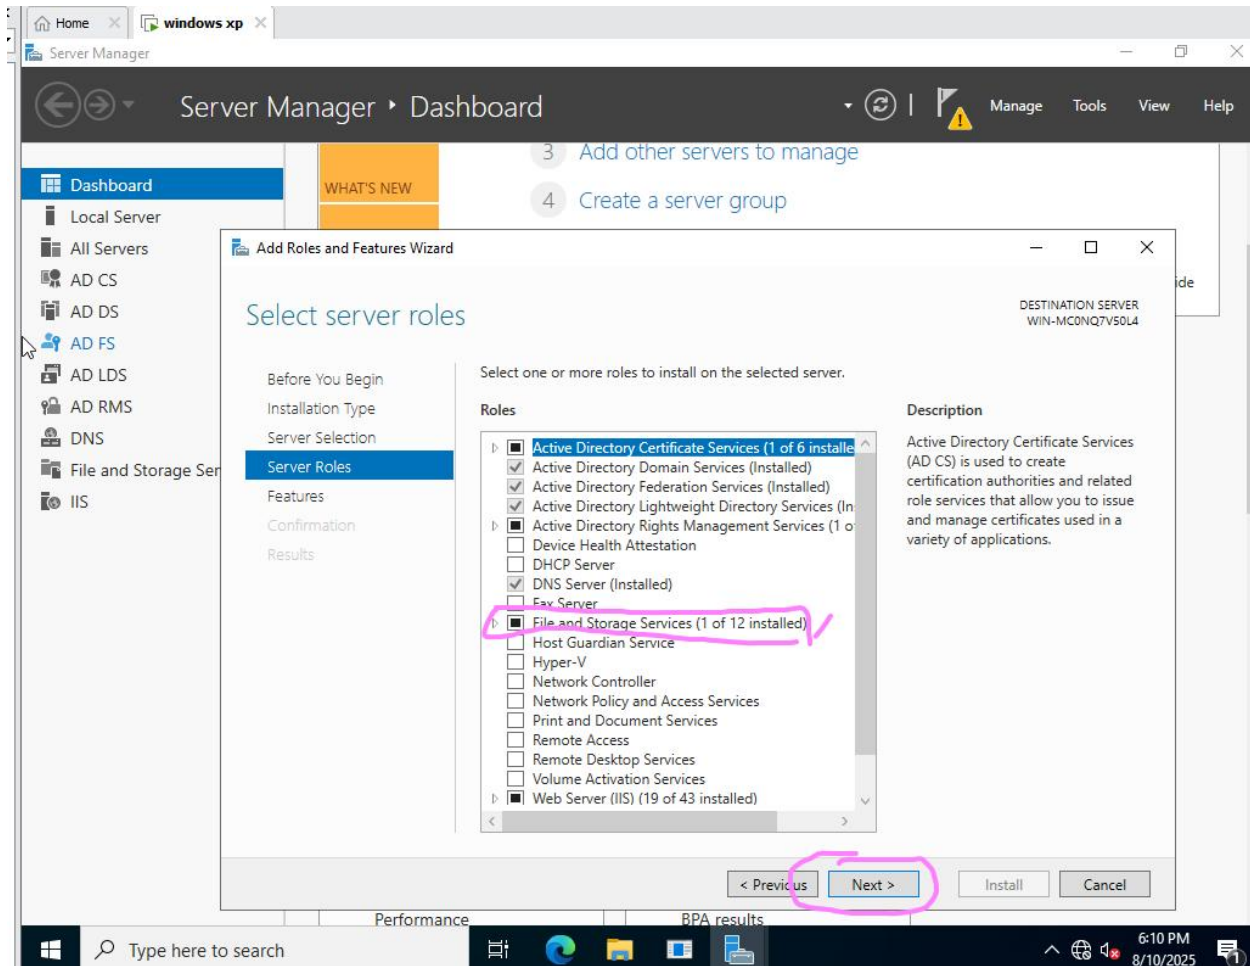 Home
windows xp
Server Manager
Server Manager • Dashboard
Manage Tools View Help
3 Add other servers to manage
WHAT'S NEW
4 Create a server group
Dashboard
Local Server
All Servers
AD CS
AD DS
AD FS
AD LDS
AD RMS
DNS
File and Storage Ser
IIS
ide
Add Roles and Features Wizard
Select server roles
DESTINATION SERVER
WIN-MC0NQ7V50L4
Before You Begin
Installation Type
Server Selection
Server Roles
Features
Confirmation
Results
Select one or more roles to install on the selected server.
Roles
Active Directory Certificate Services (1 of 6 installe
Active Directory Domain Services (Installed)
Active Directory Federation Services (Installed)
Active Directory Lightweight Directory Services (In
Active Directory Rights Management Services (1 o
Device Health Attestation
DHCP Server
DNS Server (Installed)
Fax Server
File and Storage Services (1 of 12 installed)
Host Guardian Service
Hyper-V
Network Controller
Network Policy and Access Services
Print and Document Services
Remote Access
Remote Desktop Services
Volume Activation Services
Web Server (IIS) (19 of 43 installed)
Description
Active Directory Certificate Services
(AD CS) is used to create
certification authorities and related
role services that allow you to issue
and manage certificates used in a
variety of applications.
< Previous Next > Install Cancel
Performance BPA results
Type here to search
6:10 PM
8/10/2025
1